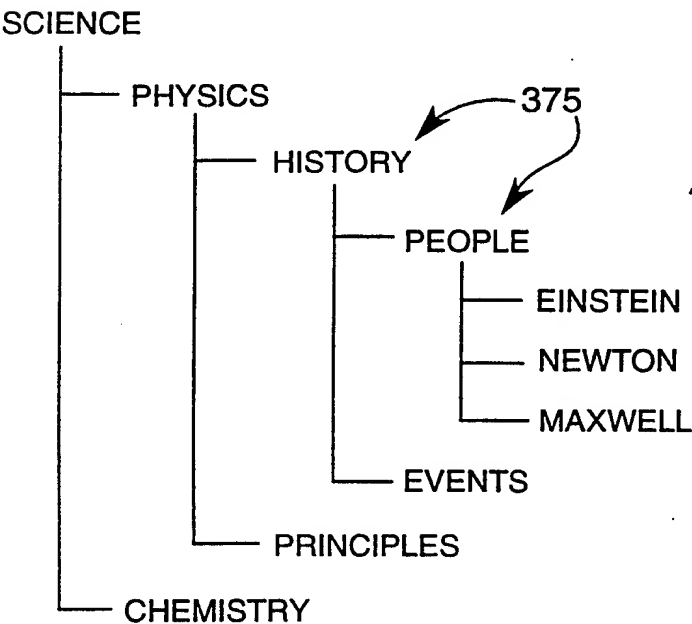 SCIENCE
PHYSICS
375
HISTORY
PEOPLE
EINSTEIN
NEWTON
MAXWELL
EVENTS
PRINCIPLES
CHEMISTRY